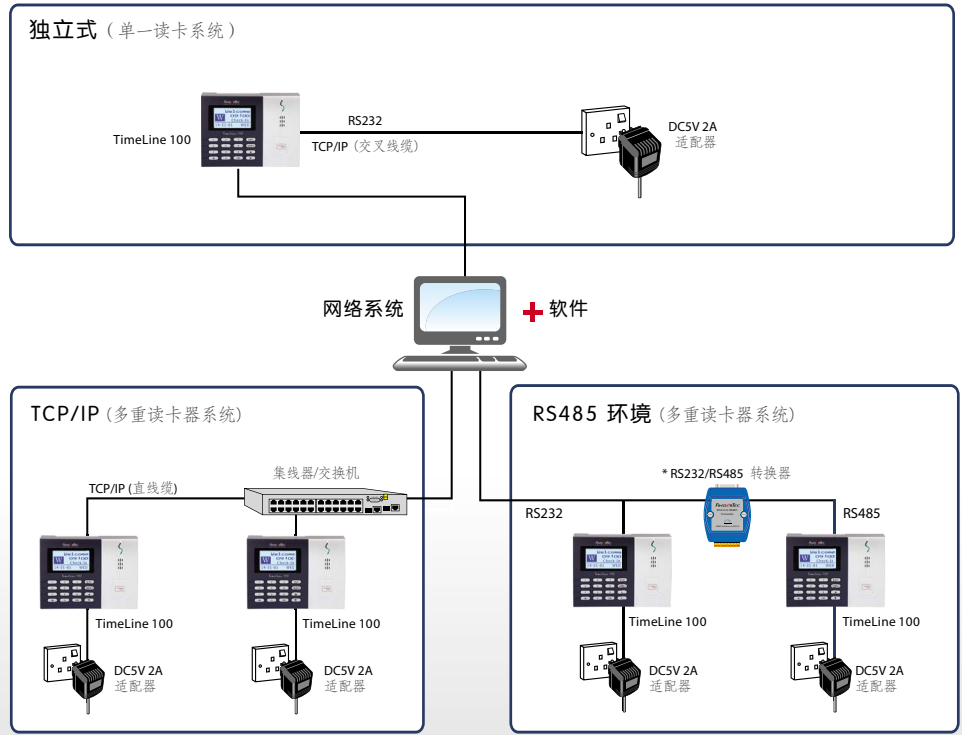 独立式 (单一读卡系统)
TimeLine 100
RS232
TCP/IP (交叉线缆)
DC5V 2A
适配器
网络系统
+ 软件
TCP/IP (多重读卡器系统)
集线器/交换机
TCP/IP (直线缆)
TimeLine 100
TimeLine 100
DC5V 2A
适配器
DC5V 2A
适配器
RS485 环境 (多重读卡器系统)
* RS232/RS485 转换器
RS232
RS485
TimeLine 100
TimeLine 100
DC5V 2A
适配器
DC5V 2A
适配器